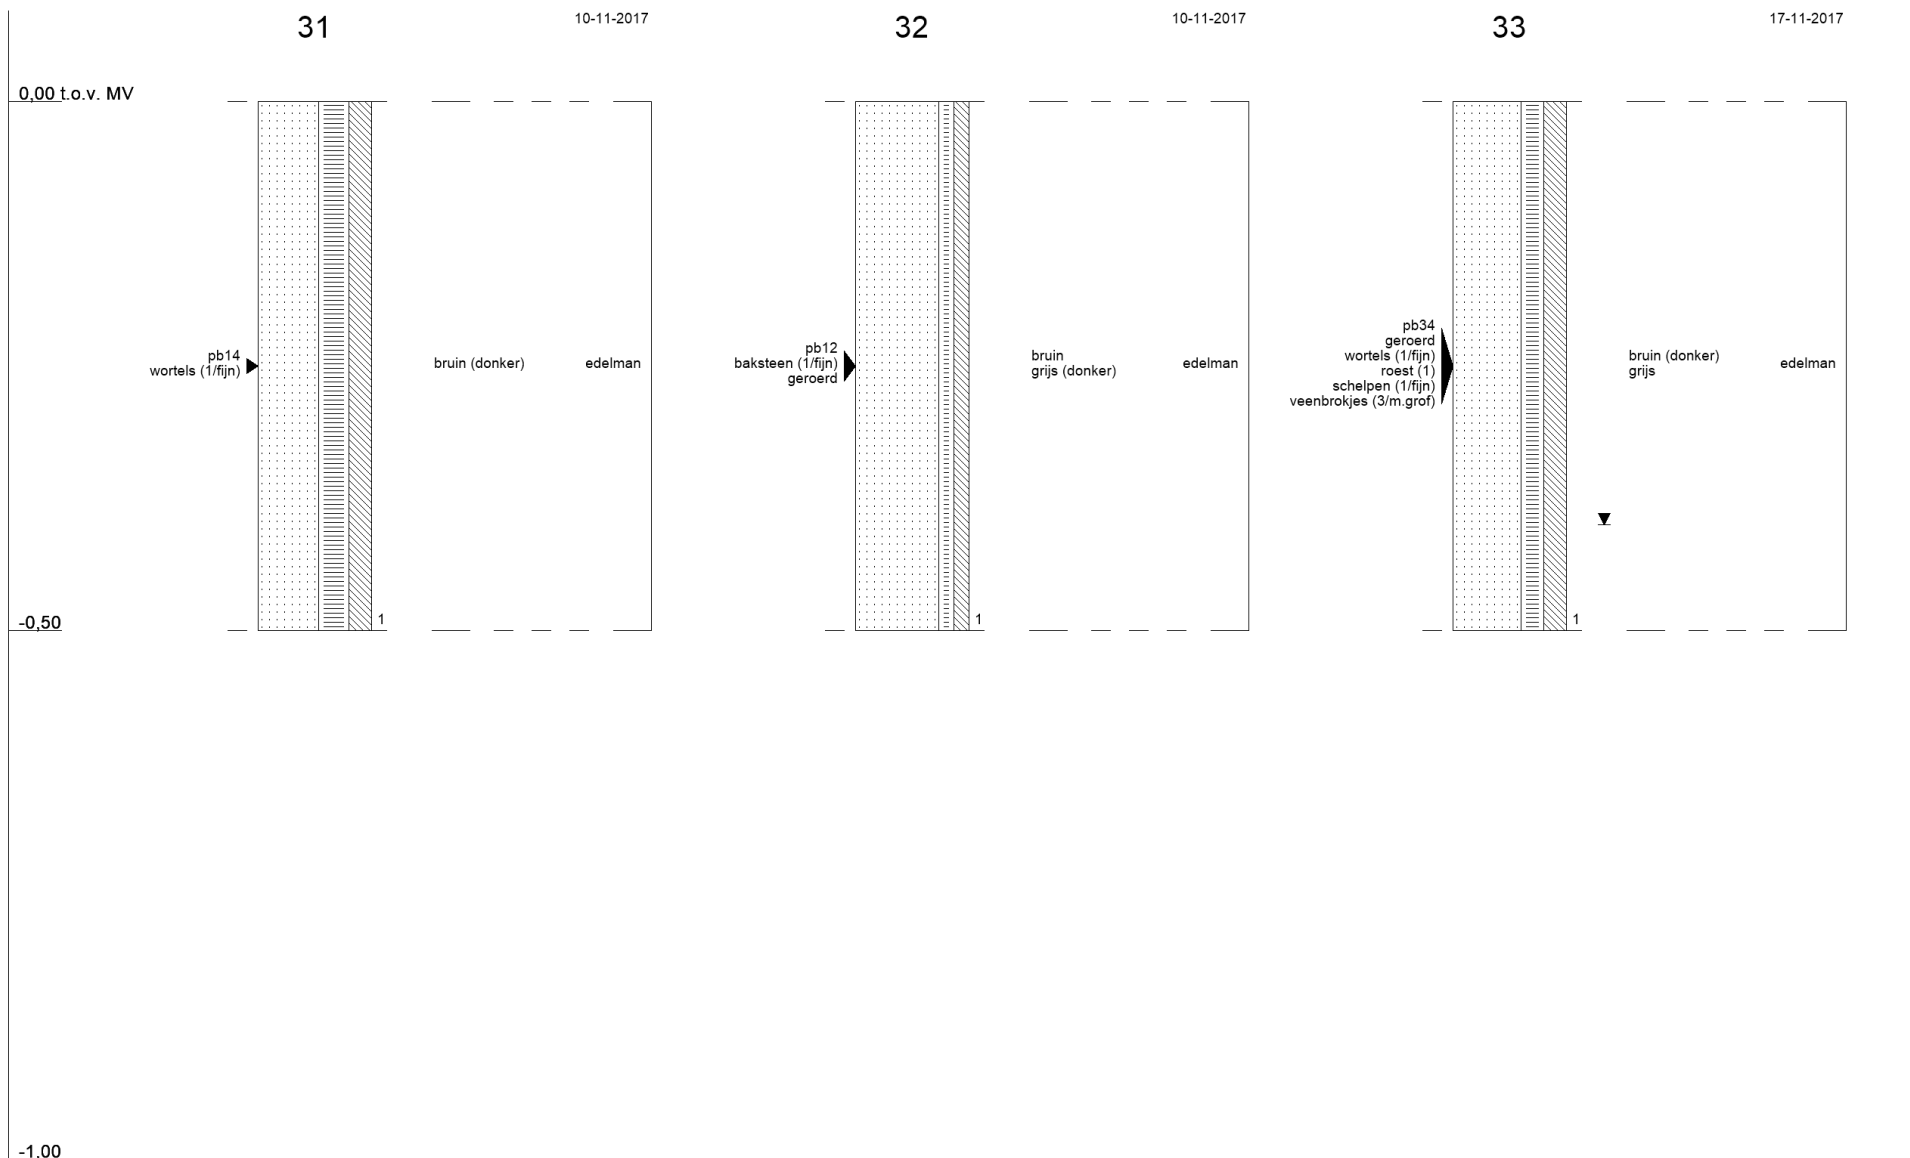 31
10-11-2017
32
10-11-2017
33
17-11-2017
0,00 t.o.v. MV
pb14
wortels (1/fijn)
bruin (donker)
edelman
1
pb12
baksteen (1/fijn)
geroerd
bruin
grijs (donker)
edelman
1
pb34
geroerd
wortels (1/fijn)
roest (1)
schelpen (1/fijn)
veenbrokjes (3/m.grof)
bruin (donker)
grijs
edelman
1
-0,50
-1,00